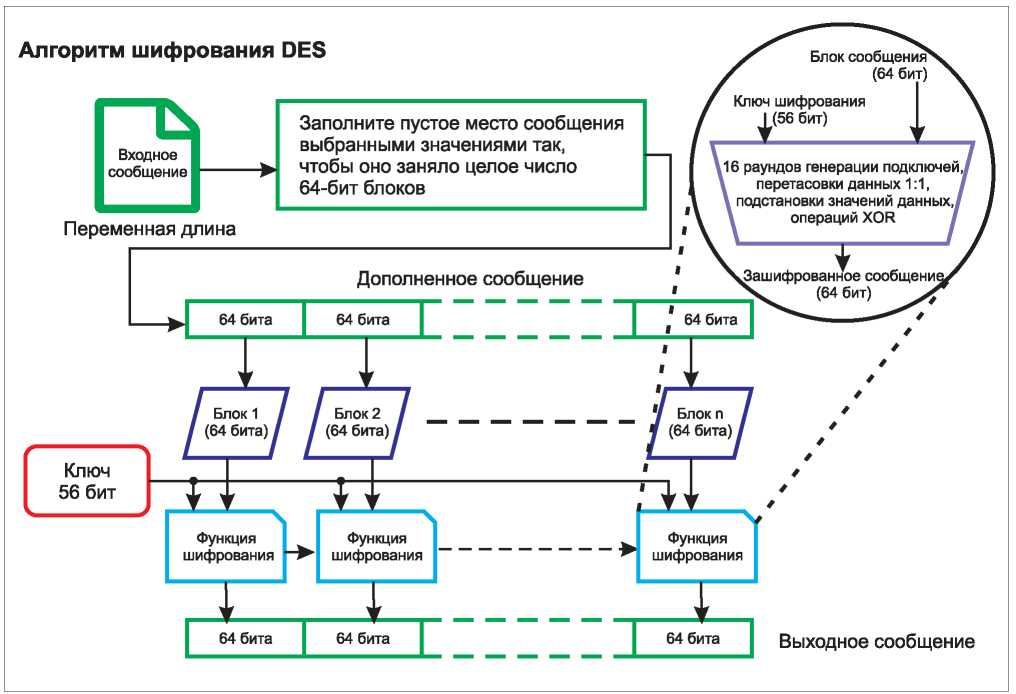 Алгоритм шифрования DES
Блок сообщения
(64 бит)
Ключ шифрования
(56 бит)
16 раундов генерации подключей,
перетасовки данных 1:1,
подстановки значений данных,
операций XOR
Зашифрованное сообщение
(64 бит)
Входное
сообщение
Переменная длина
Заполните пустое место сообщения
выбранными значениями так,
чтобы оно заняло целое число
64-бит блоков
Дополненное сообщение
64 бита
64 бита
64 бита
Блок 1
(64 бита)
Блок 2
(64 бита)
Блок n
(64 бита)
Ключ
56 бит
Функция
шифрования
Функция
шифрования
Функция
шифрования
64 бита
64 бита
64 бита
Выходное сообщение